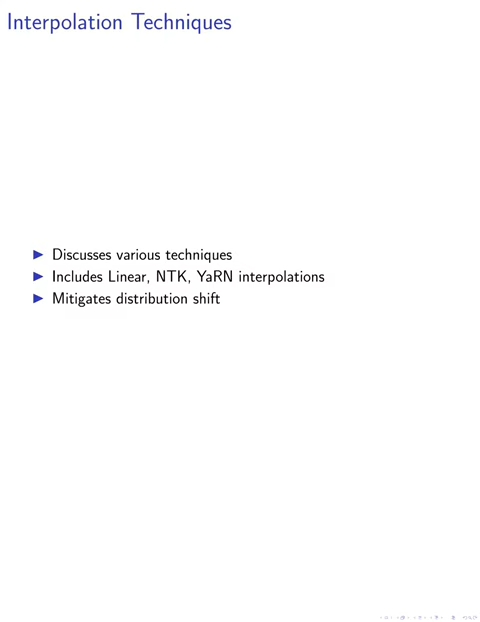 Interpolation Techniques
▶ Discusses various techniques
▶ Includes Linear, NTK, YaRN interpolations
▶ Mitigates distribution shift